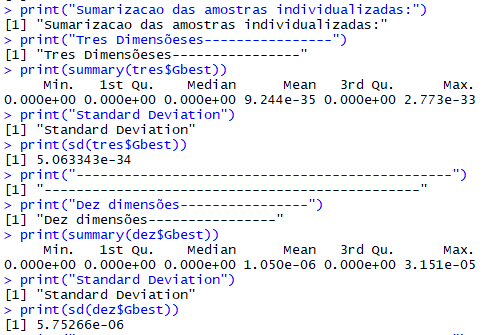 > print("Sumarizacao das amostras individualizadas:")
[1] "Sumarizacao das amostras individualizadas:"
> print("Tres Dimensõeses----------------")
[1] "Tres Dimensõeses----------------"
> print(summary(tres$Gbest))
Min. 1st Qu. Median Mean 3rd Qu. Max.
0.000e+00 0.000e+00 0.000e+00 9.244e-35 0.000e+00 2.773e-33
> print("Standard Deviation")
[1] "Standard Deviation"
> print(sd(tres$Gbest))
[1] 5.063343e-34
> print("-----------------------------------------------")
[1] "-----------------------------------------------"
> print("Dez dimensões----------------")
[1] "Dez dimensões----------------"
> print(summary(dez$Gbest))
Min. 1st Qu. Median Mean 3rd Qu. Max.
0.000e+00 0.000e+00 0.000e+00 1.050e-06 0.000e+00 3.151e-05
> print("Standard Deviation")
[1] "Standard Deviation"
> print(sd(dez$Gbest))
[1] 5.75266e-06